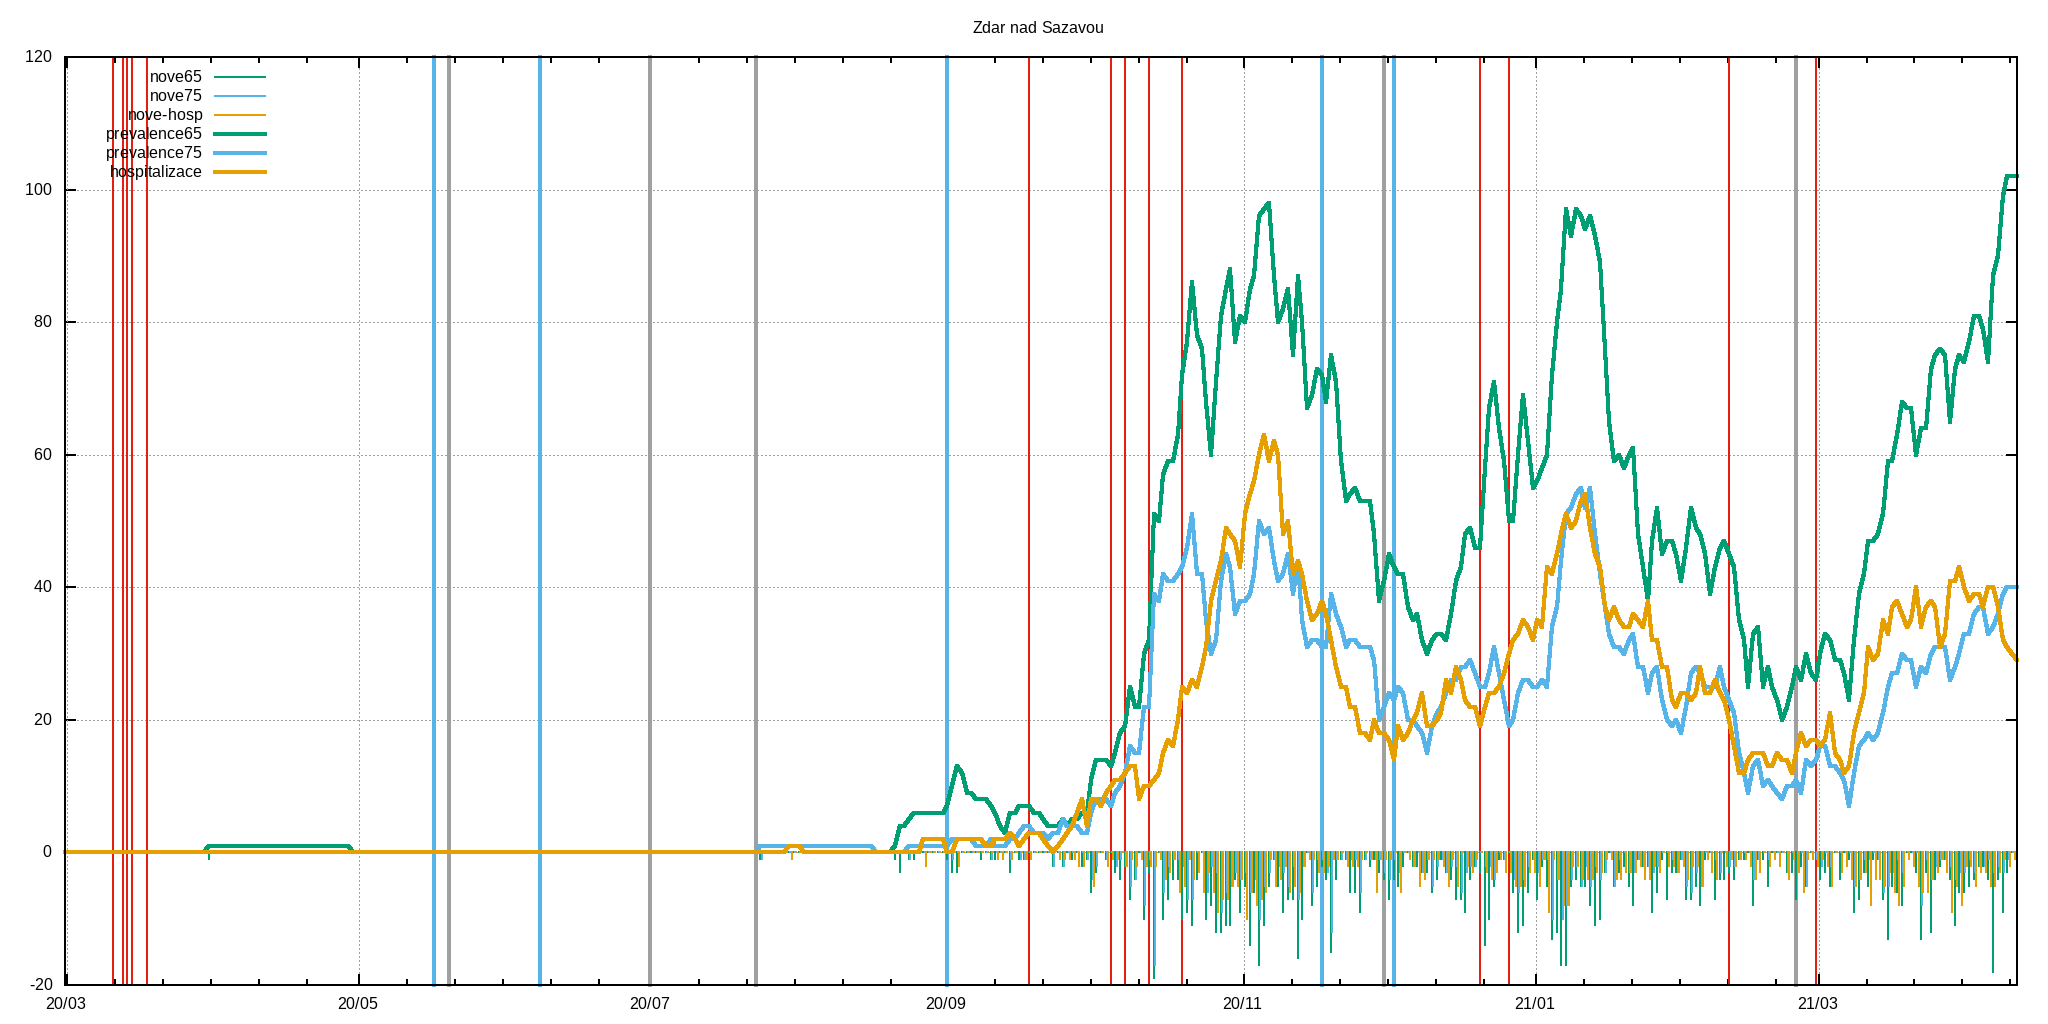 Zdar nad Sazavou
120
100
80
60
40
20
0
-20
nove65
nove75
nove-hosp
prevalence65
prevalence75
hospitalizace
20/03
20/05
20/07
20/09
20/11
21/01
21/03